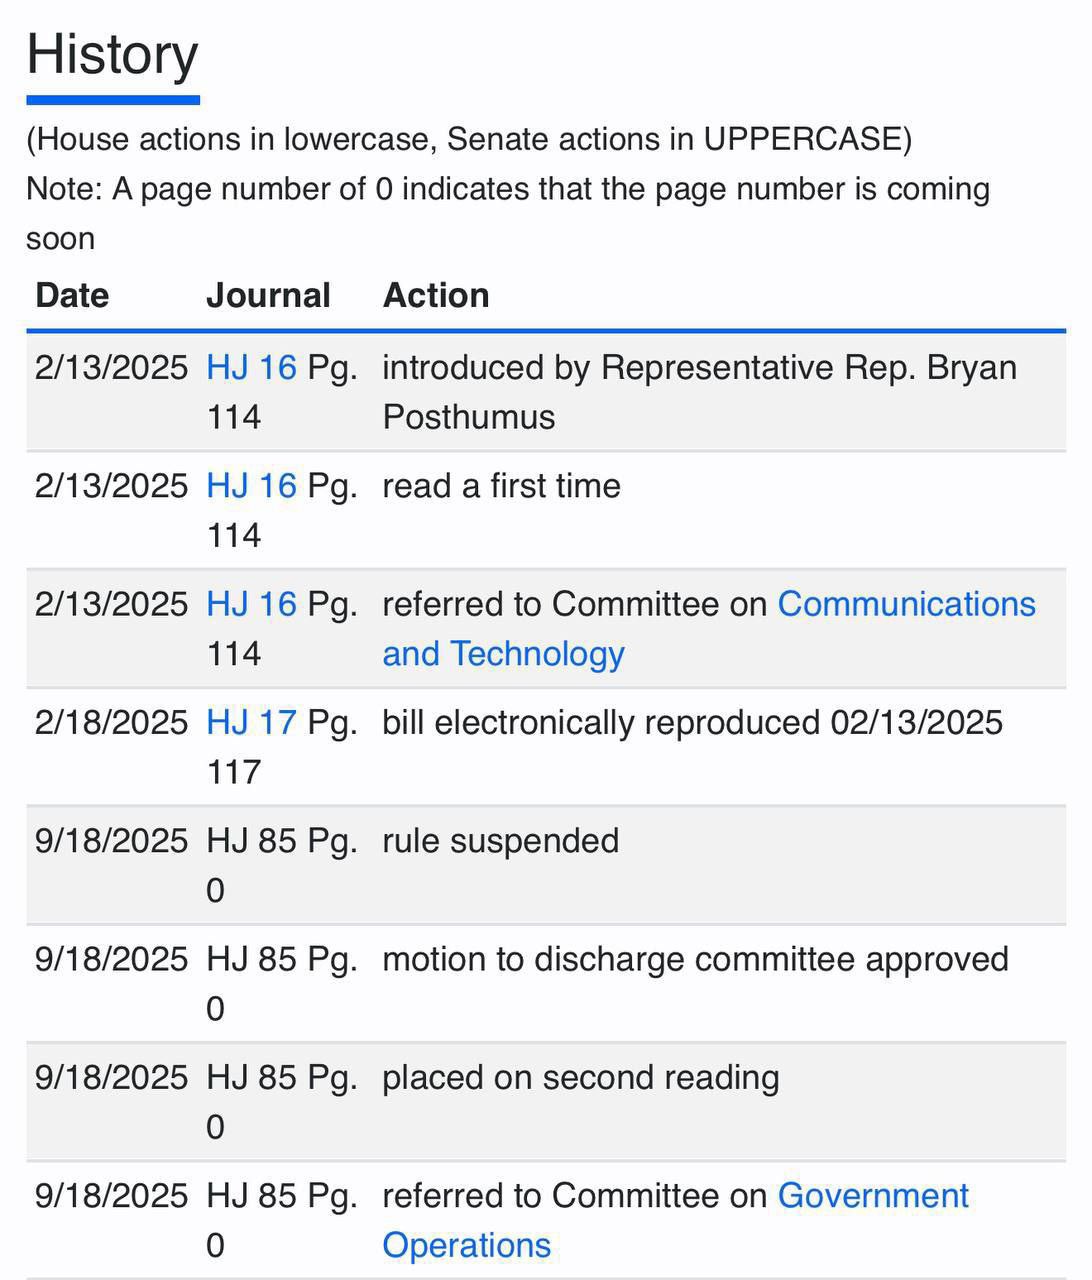 History
(House actions in lowercase, Senate actions in UPPERCASE)
Note: A page number of 0 indicates that the page number is coming
soon
Date Journal Action
2/13/2025 HJ 16 Pg. introduced by Representative Rep. Bryan
114 Posthumus
2/13/2025 HJ 16 Pg. read a first time
114
2/13/2025 HJ 16 Pg. referred to Committee on Communications
114 and Technology
2/18/2025 HJ 17 Pg. bill electronically reproduced 02/13/2025
117
9/18/2025 HJ 85 Pg. rule suspended
0
9/18/2025 HJ 85 Pg. motion to discharge committee approved
0
9/18/2025 HJ 85 Pg. placed on second reading
0
9/18/2025 HJ 85 Pg. referred to Committee on Government
0 Operations